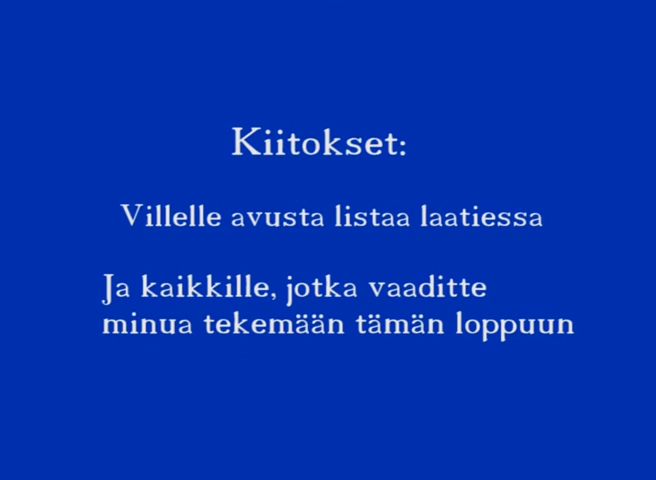 Kiitokset:
Villelle avusta listaa laatiessa
Ja kaikkille, jotka vaaditte
minua tekemään tämän loppuun